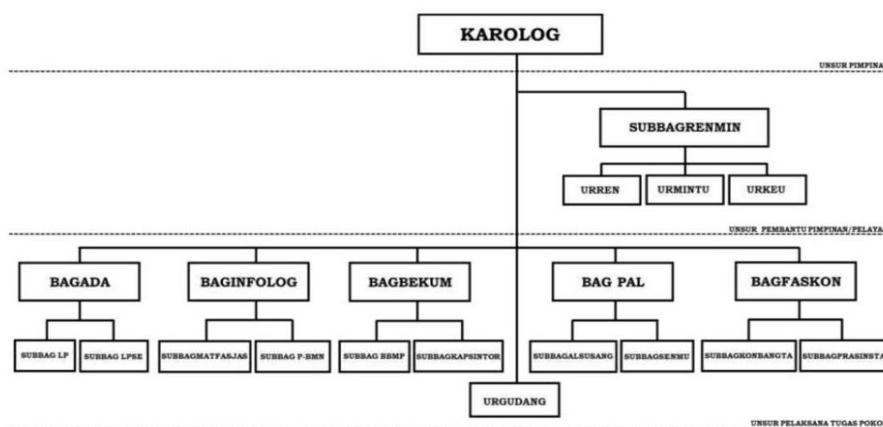 KAROLOG
UNSUR PIMPINA
SUBBAGRENMIN
URREN
URMINTU
URKEU
UNSUR PEMBANTU PIMPINAN/PELAYA
BAGADA
BAGINFOLOG
BAGBEKUM
BAG PAL
BAGFASKON
SUBBAG LP
SUBBAG LPSE
SUBBAGMATFASJAS
SUBBAG P-BMN
SUBBAG BBMP
SUBBAGKAPSINTOR
SUBBAGALSUSANG
SUBBAGSENMU
SUBBAGKONBANGTA
SUBBAGPRASINSTA
URGUDANG
UNSUR PELAKSANA TUGAS POKO